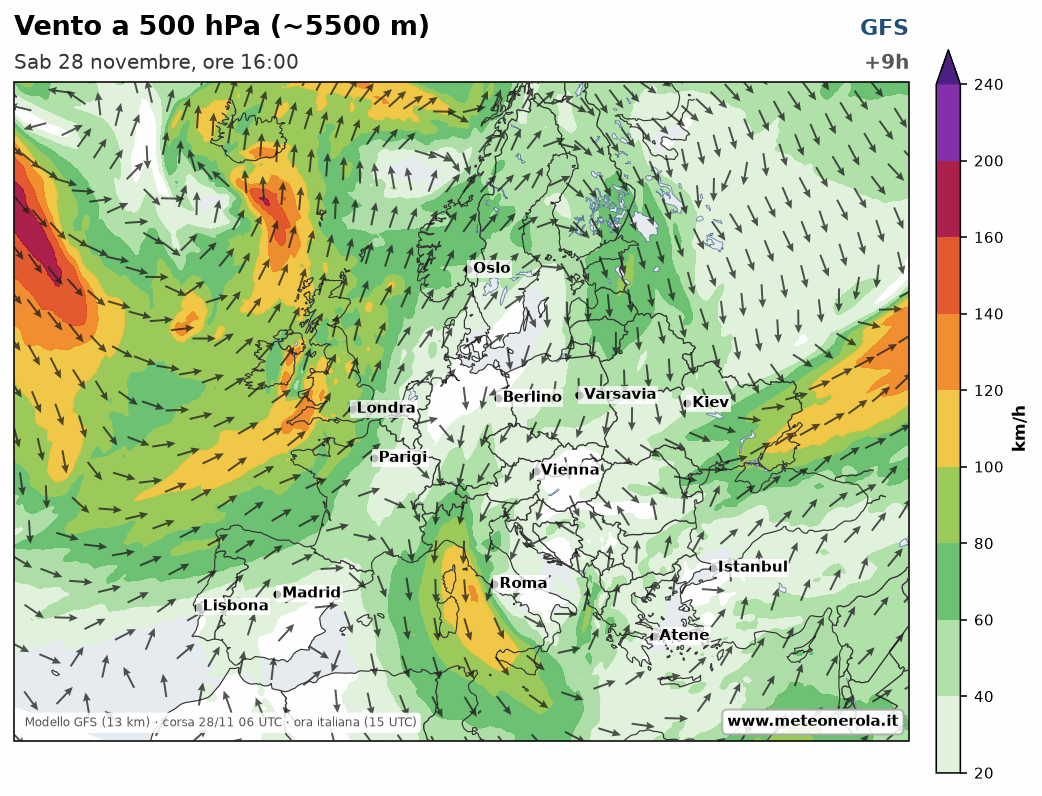 Vento a 500 hPa (~5500 m)
GFS
Sab 28 novembre, ore 16:00
+9h
240
200
160
140
120
100
80
60
40
20
km/h
Oslo
Londra
Berlino
Varsavia
Kiev
Parigi
Vienna
Istanbul
Roma
Madrid
Lisbona
Atene
Modello GFS (13 km) · corsa 28/11 06 UTC · ora italiana (15 UTC)
www.meteonerola.it